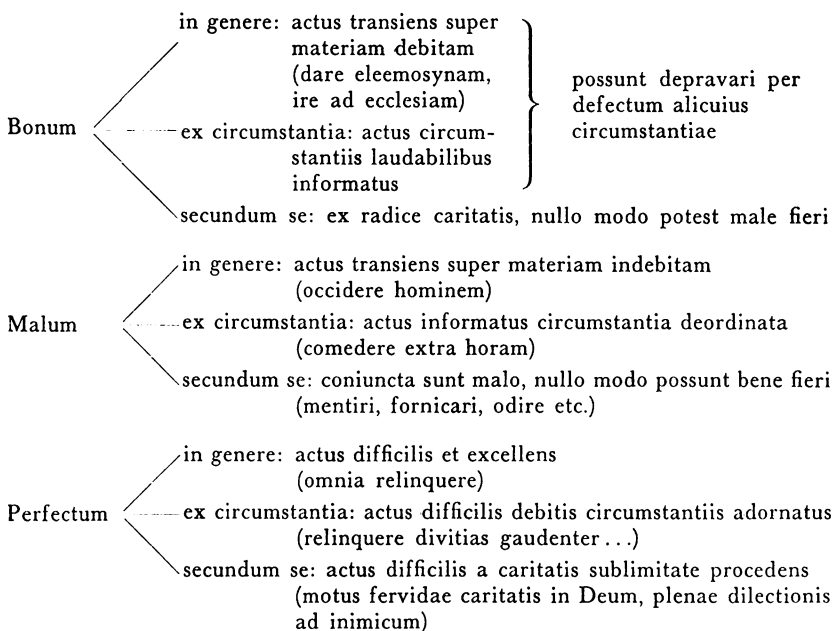 in genere: actus transiens super
materiam debitam
(dare eleemosynam,
ire ad ecclesiam)
possunt depravari per
defectum alicuius
circumstantiae
Bonum
ex circumstantia: actus circum-
stantiis laudabilibus
informatus
secundum se: ex radice caritatis, nullo modo potest male fieri
in genere: actus transiens super materiam indebitam
(occidere hominem)
Malum
ex circumstantia: actus informatus circumstantia deordinata
(comedere extra horam)
secundum se: coniuncta sunt malo, nullo modo possunt bene fieri
(mentiri, fornicari, odire etc.)
in genere: actus difficilis et excellens
(omnia relinquere)
Perfectum
ex circumstantia: actus difficilis debitis circumstantiis adornatus
(relinquere divitias gaudenter ...)
secundum se: actus difficilis a caritatis sublimitate procedens
(motus fervidae caritatis in Deum, plenae dilectionis
ad inimicum)